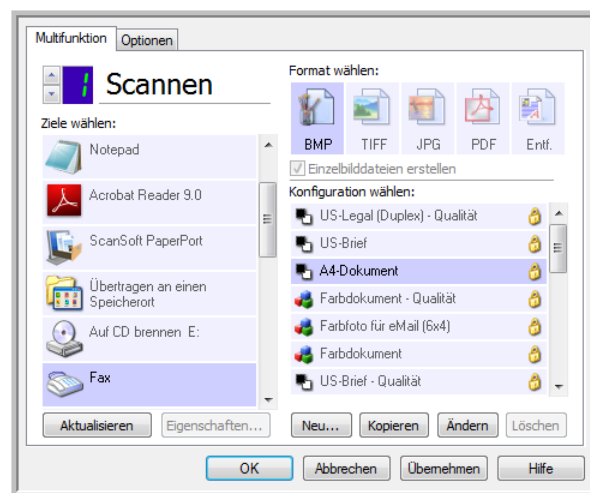 Multifunktion
Optionen
1
Scannen
Ziele wählen:
Notepad
Acrobat Reader 9.0
ScanSoft PaperPort
Übertragen an einen
Speicherort
Auf CD brennen E:
Fax
Aktualisieren
Eigenschaften...
Format wählen:
BMP
TIFF
JPG
PDF
Entf.
Einzelbilddateien erstellen
Konfiguration wählen:
US-Legal (Duplex) - Qualität
US-Brief
A4-Dokument
Farbdokument - Qualität
Farbfoto für eMail (6x4)
Farbdokument
US-Brief - Qualität
Neu...
Kopieren
Ändern
Löschen
OK
Abbrechen
Übernehmen
Hilfe